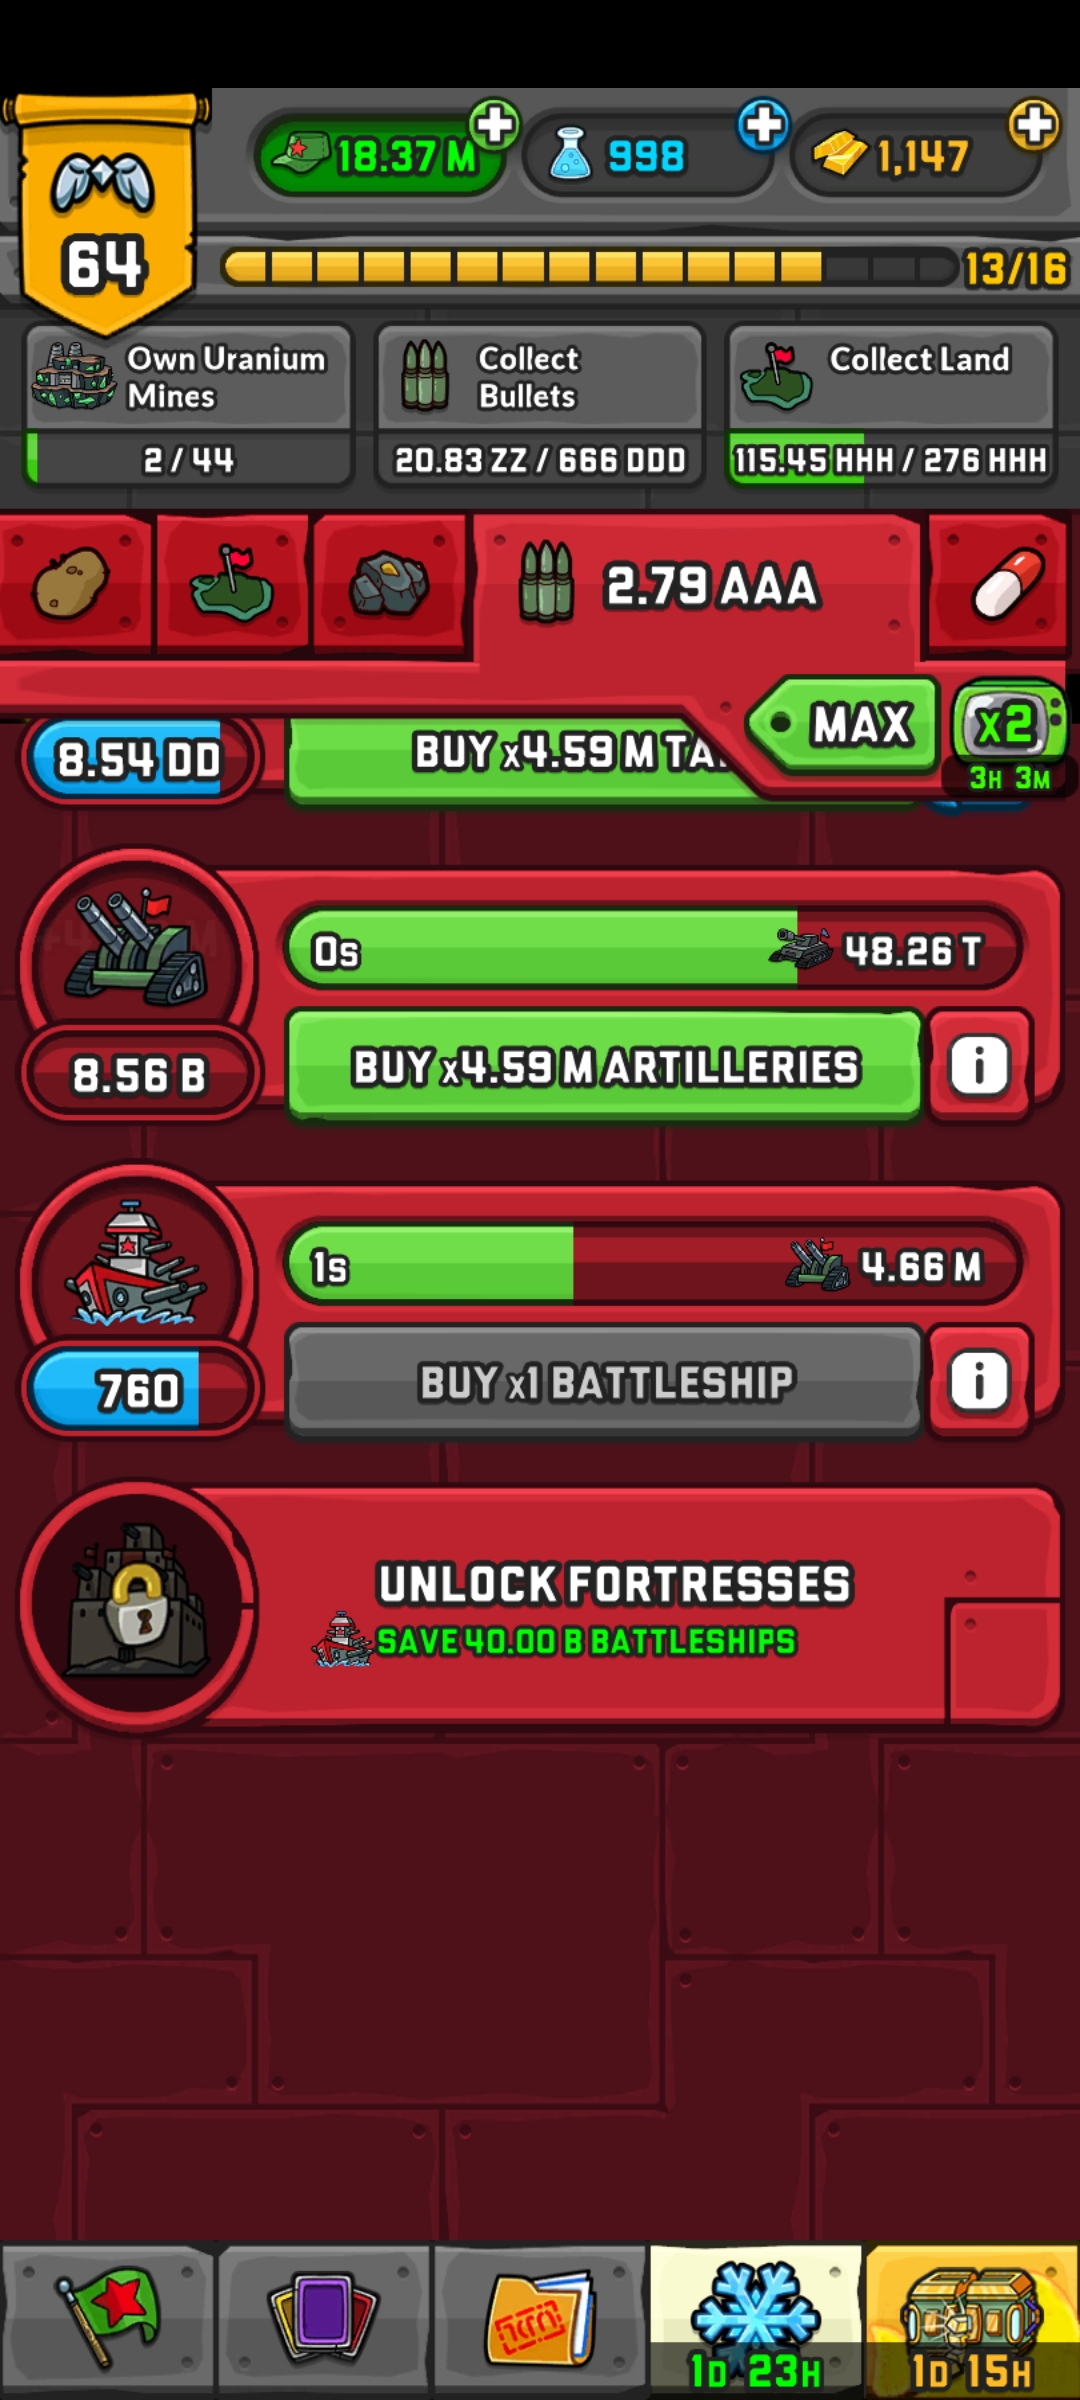 18.37 M
998
1,147
64
13/16
Own Uranium
Mines
2 / 44
Collect
Bullets
20.83 ZZ / 666 DDD
Collect Land
115.45 HHH / 276 HHH
2.79 AAA
MAX
x2
3H 3M
8.54 DD
BUY x4.59 M TA
0s
48.26 T
8.56 B
BUY x4.59 M ARTILLERIES
i
1s
4.66 M
760
BUY x1 BATTLESHIP
i
UNLOCK FORTRESSES
SAVE 40.00 B BATTLESHIPS
1D 23H
1D 15H